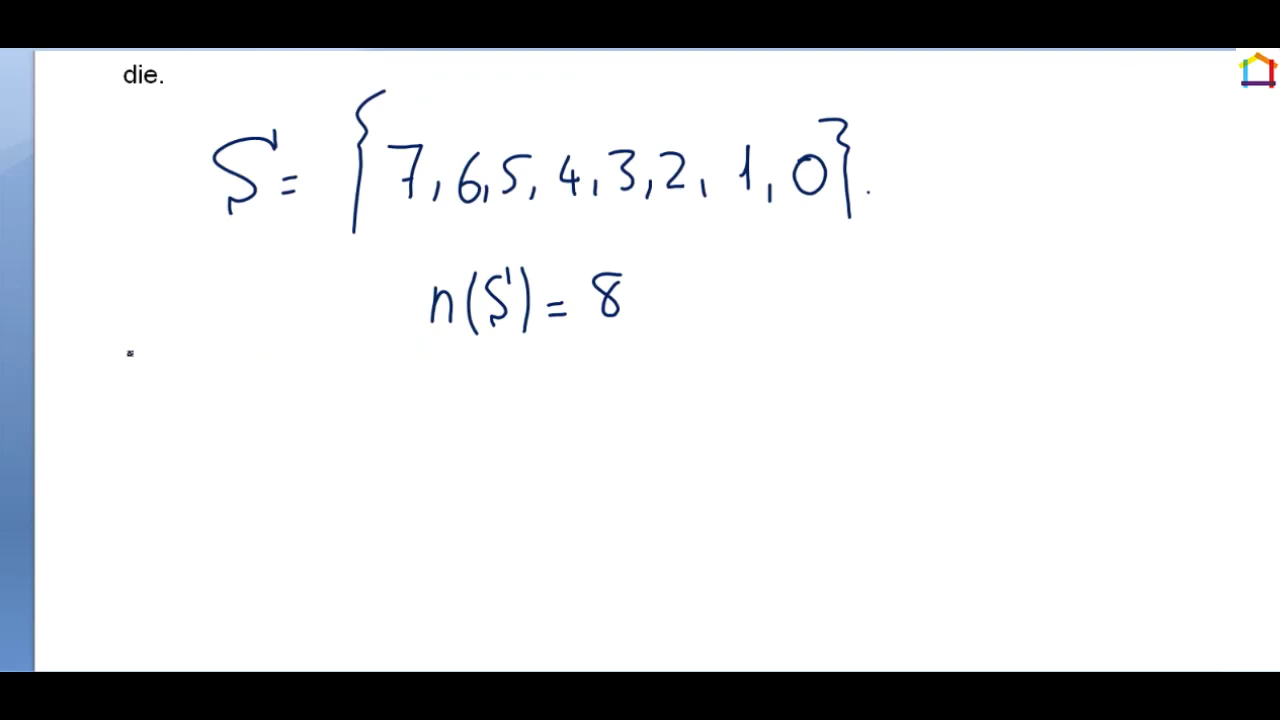 die.
S = {7, 6, 5, 4, 3, 2, 1, 0}.
n(S) = 8